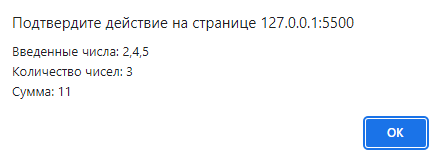 Подтвердите действие на странице 127.0.0.1:5500
Введенные числа: 2,4,5
Количество чисел: 3
Сумма: 11
ОК